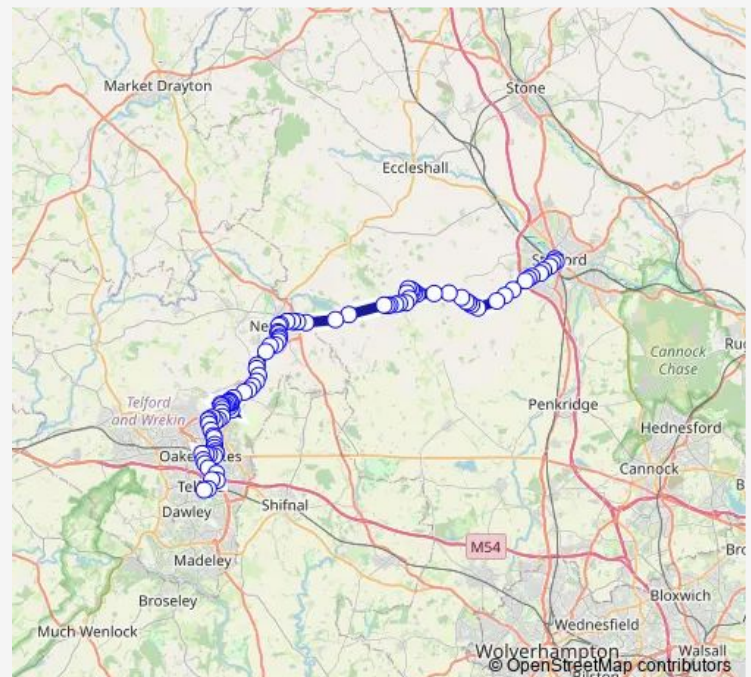 Market Drayton
Stone
Eccleshall
Cannock
Chase
Telford
and Wrekin
Penkridge
Hednesford
Cannock
Dawley
Shifnal
M54
Madeley
Broseley
Bloxwich
Much Wenlock
Wednesfield
Wolverhampton
Walsall
© OpenStreetMap contributors